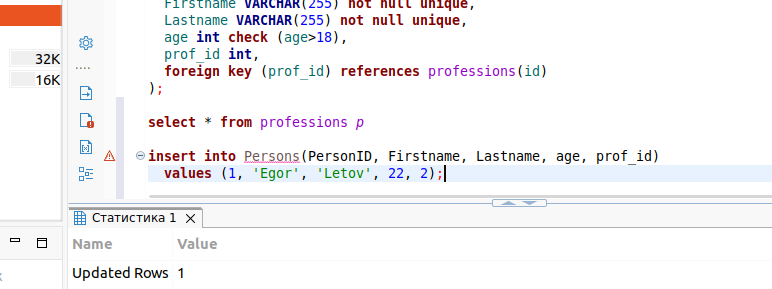 Firstname VARCHAR(255) not null unique,
Lastname VARCHAR(255) not null unique,
age int check (age>18),
prof_id int,
foreign key (prof_id) references professions(id)
);
32K
16K
select * from professions p
insert into Persons(PersonID, Firstname, Lastname, age, prof_id)
values (1, 'Egor', 'Letov', 22, 2);
Статистика 1
Name Value
Updated Rows 1